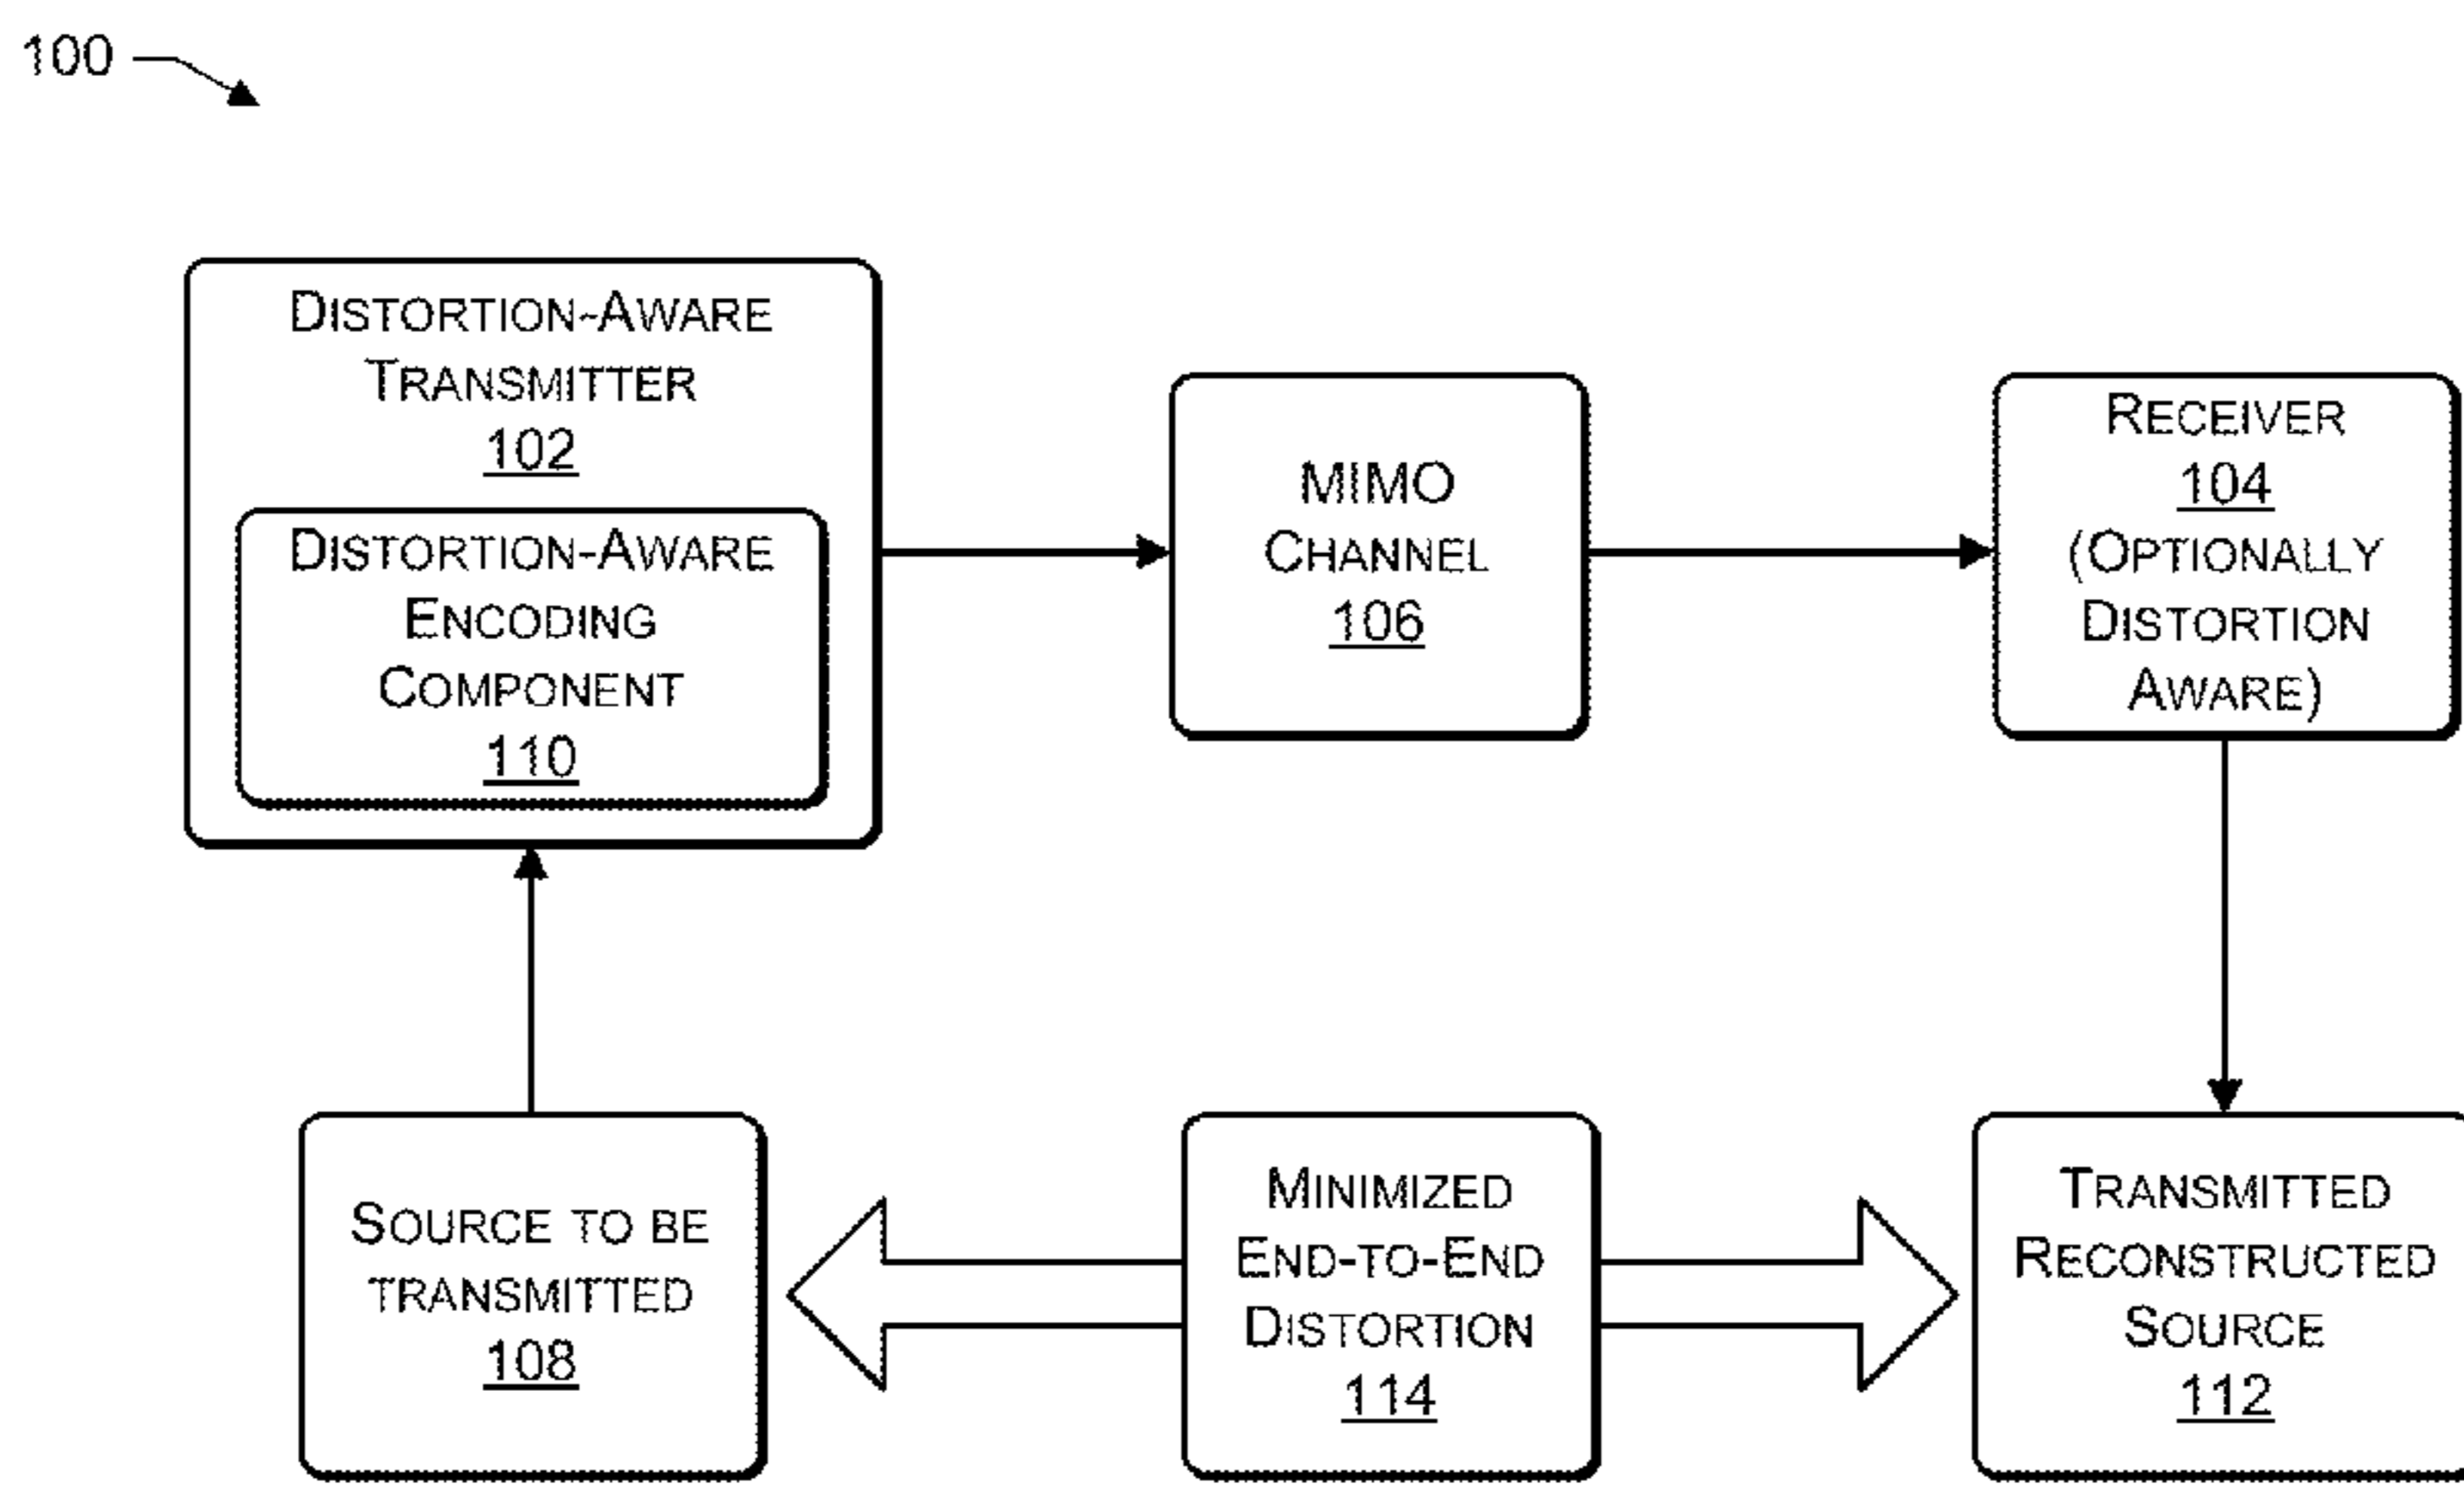 100
DISTORTION-AWARE
TRANSMITTER
102
DISTORTION-AWARE
ENCODING
COMPONENT
110
MIMO
CHANNEL
106
RECEIVER
104
(OPTIONALLY
DISTORTION
AWARE)
SOURCE TO BE
TRANSMITTED
108
MINIMIZED
END-TO-END
DISTORTION
114
TRANSMITTED
RECONSTRUCTED
SOURCE
112